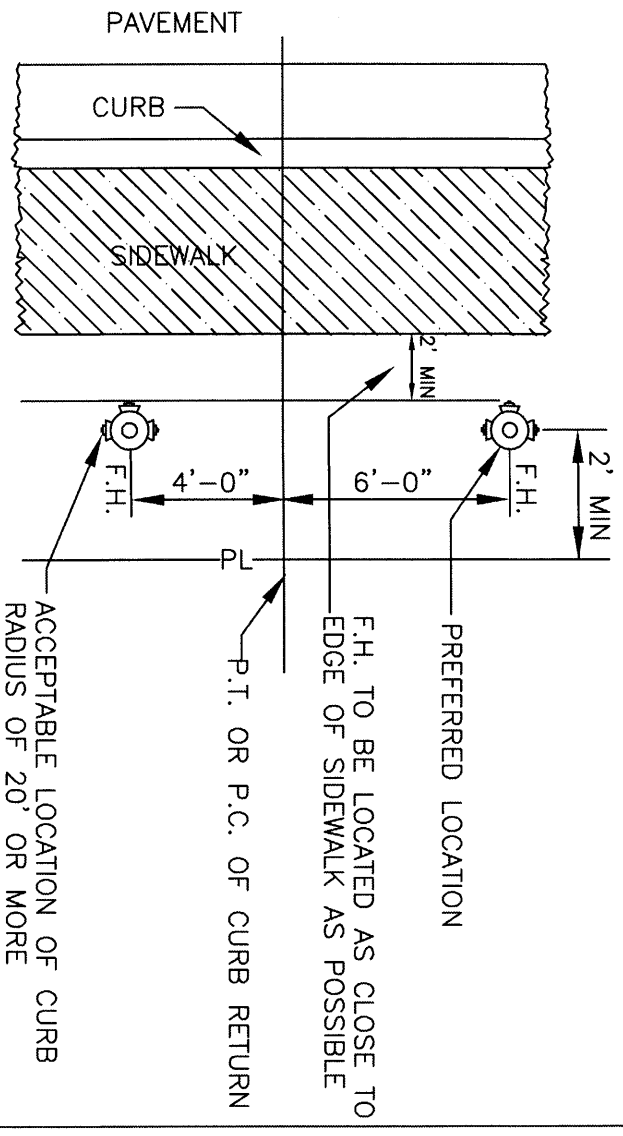 PAVEMENT
CURB
SIDEWALK
2' MIN
2' MIN
F.H.
4'-0"
6'-0"
F.H.
PL
PREFERRED LOCATION
F.H. TO BE LOCATED AS CLOSE TO
EDGE OF SIDEWALK AS POSSIBLE
P.T. OR P.C. OF CURB RETURN
ACCEPTABLE LOCATION OF CURB
RADIUS OF 20' OR MORE